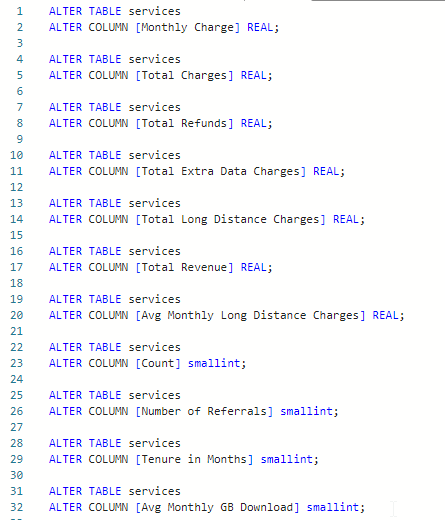 1 ALTER TABLE services
2 ALTER COLUMN [Monthly Charge] REAL;
3
4 ALTER TABLE services
5 ALTER COLUMN [Total Charges] REAL;
6
7 ALTER TABLE services
8 ALTER COLUMN [Total Refunds] REAL;
9
10 ALTER TABLE services
11 ALTER COLUMN [Total Extra Data Charges] REAL;
12
13 ALTER TABLE services
14 ALTER COLUMN [Total Long Distance Charges] REAL;
15
16 ALTER TABLE services
17 ALTER COLUMN [Total Revenue] REAL;
18
19 ALTER TABLE services
20 ALTER COLUMN [Avg Monthly Long Distance Charges] REAL;
21
22 ALTER TABLE services
23 ALTER COLUMN [Count] smallint;
24
25 ALTER TABLE services
26 ALTER COLUMN [Number of Referrals] smallint;
27
28 ALTER TABLE services
29 ALTER COLUMN [Tenure in Months] smallint;
30
31 ALTER TABLE services
32 ALTER COLUMN [Avg Monthly GB Download] smallint;